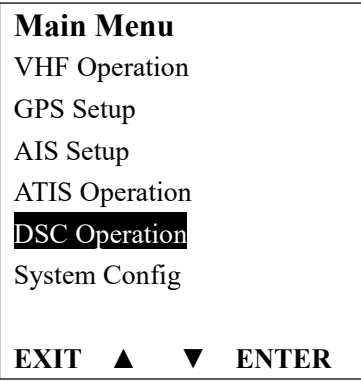 Main Menu
VHF Operation
GPS Setup
AIS Setup
ATIS Operation
DSC Operation
System Config
EXIT ▲ ▼ ENTER